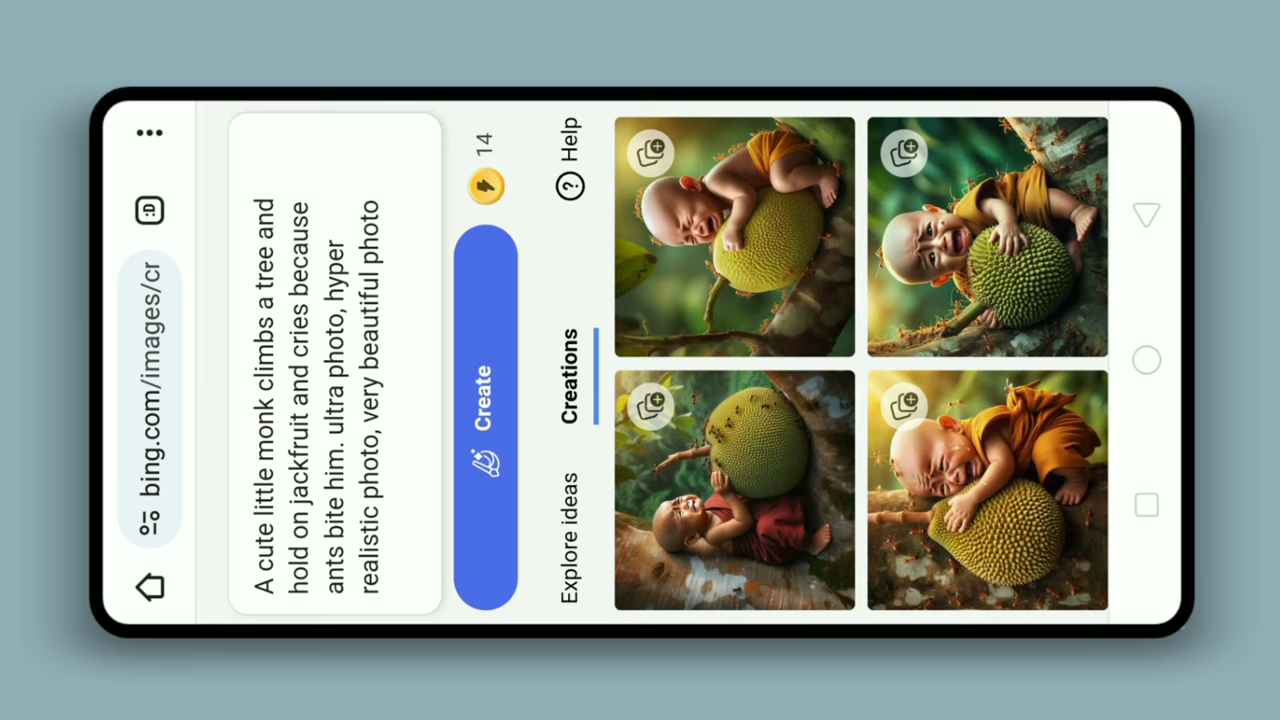 bing.com/images/cr
:D
A cute little monk climbs a tree and
hold on jackfruit and cries because
ants bite him. ultra photo, hyper
realistic photo, very beautiful photo
Create
14
Explore ideas
Creations
Help